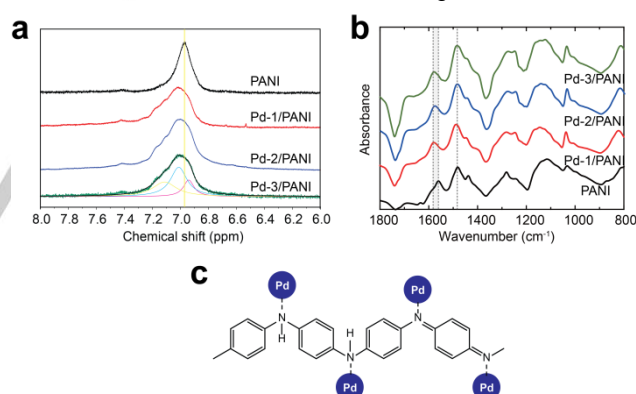 a
PANI
Pd-1/PANI
Pd-2/PANI
Pd-3/PANI
8.0 7.8 7.6 7.4 7.2 7.0 6.8 6.6 6.4 6.2 6.0
Chemical shift (ppm)
b
Absorbance
Pd-3/PANI
Pd-2/PANI
Pd-1/PANI
PANI
1800 1600 1400 1200 1000 800
Wavenumber (cm⁻¹)
c
Pd Pd
H N
N H N N
Pd Pd